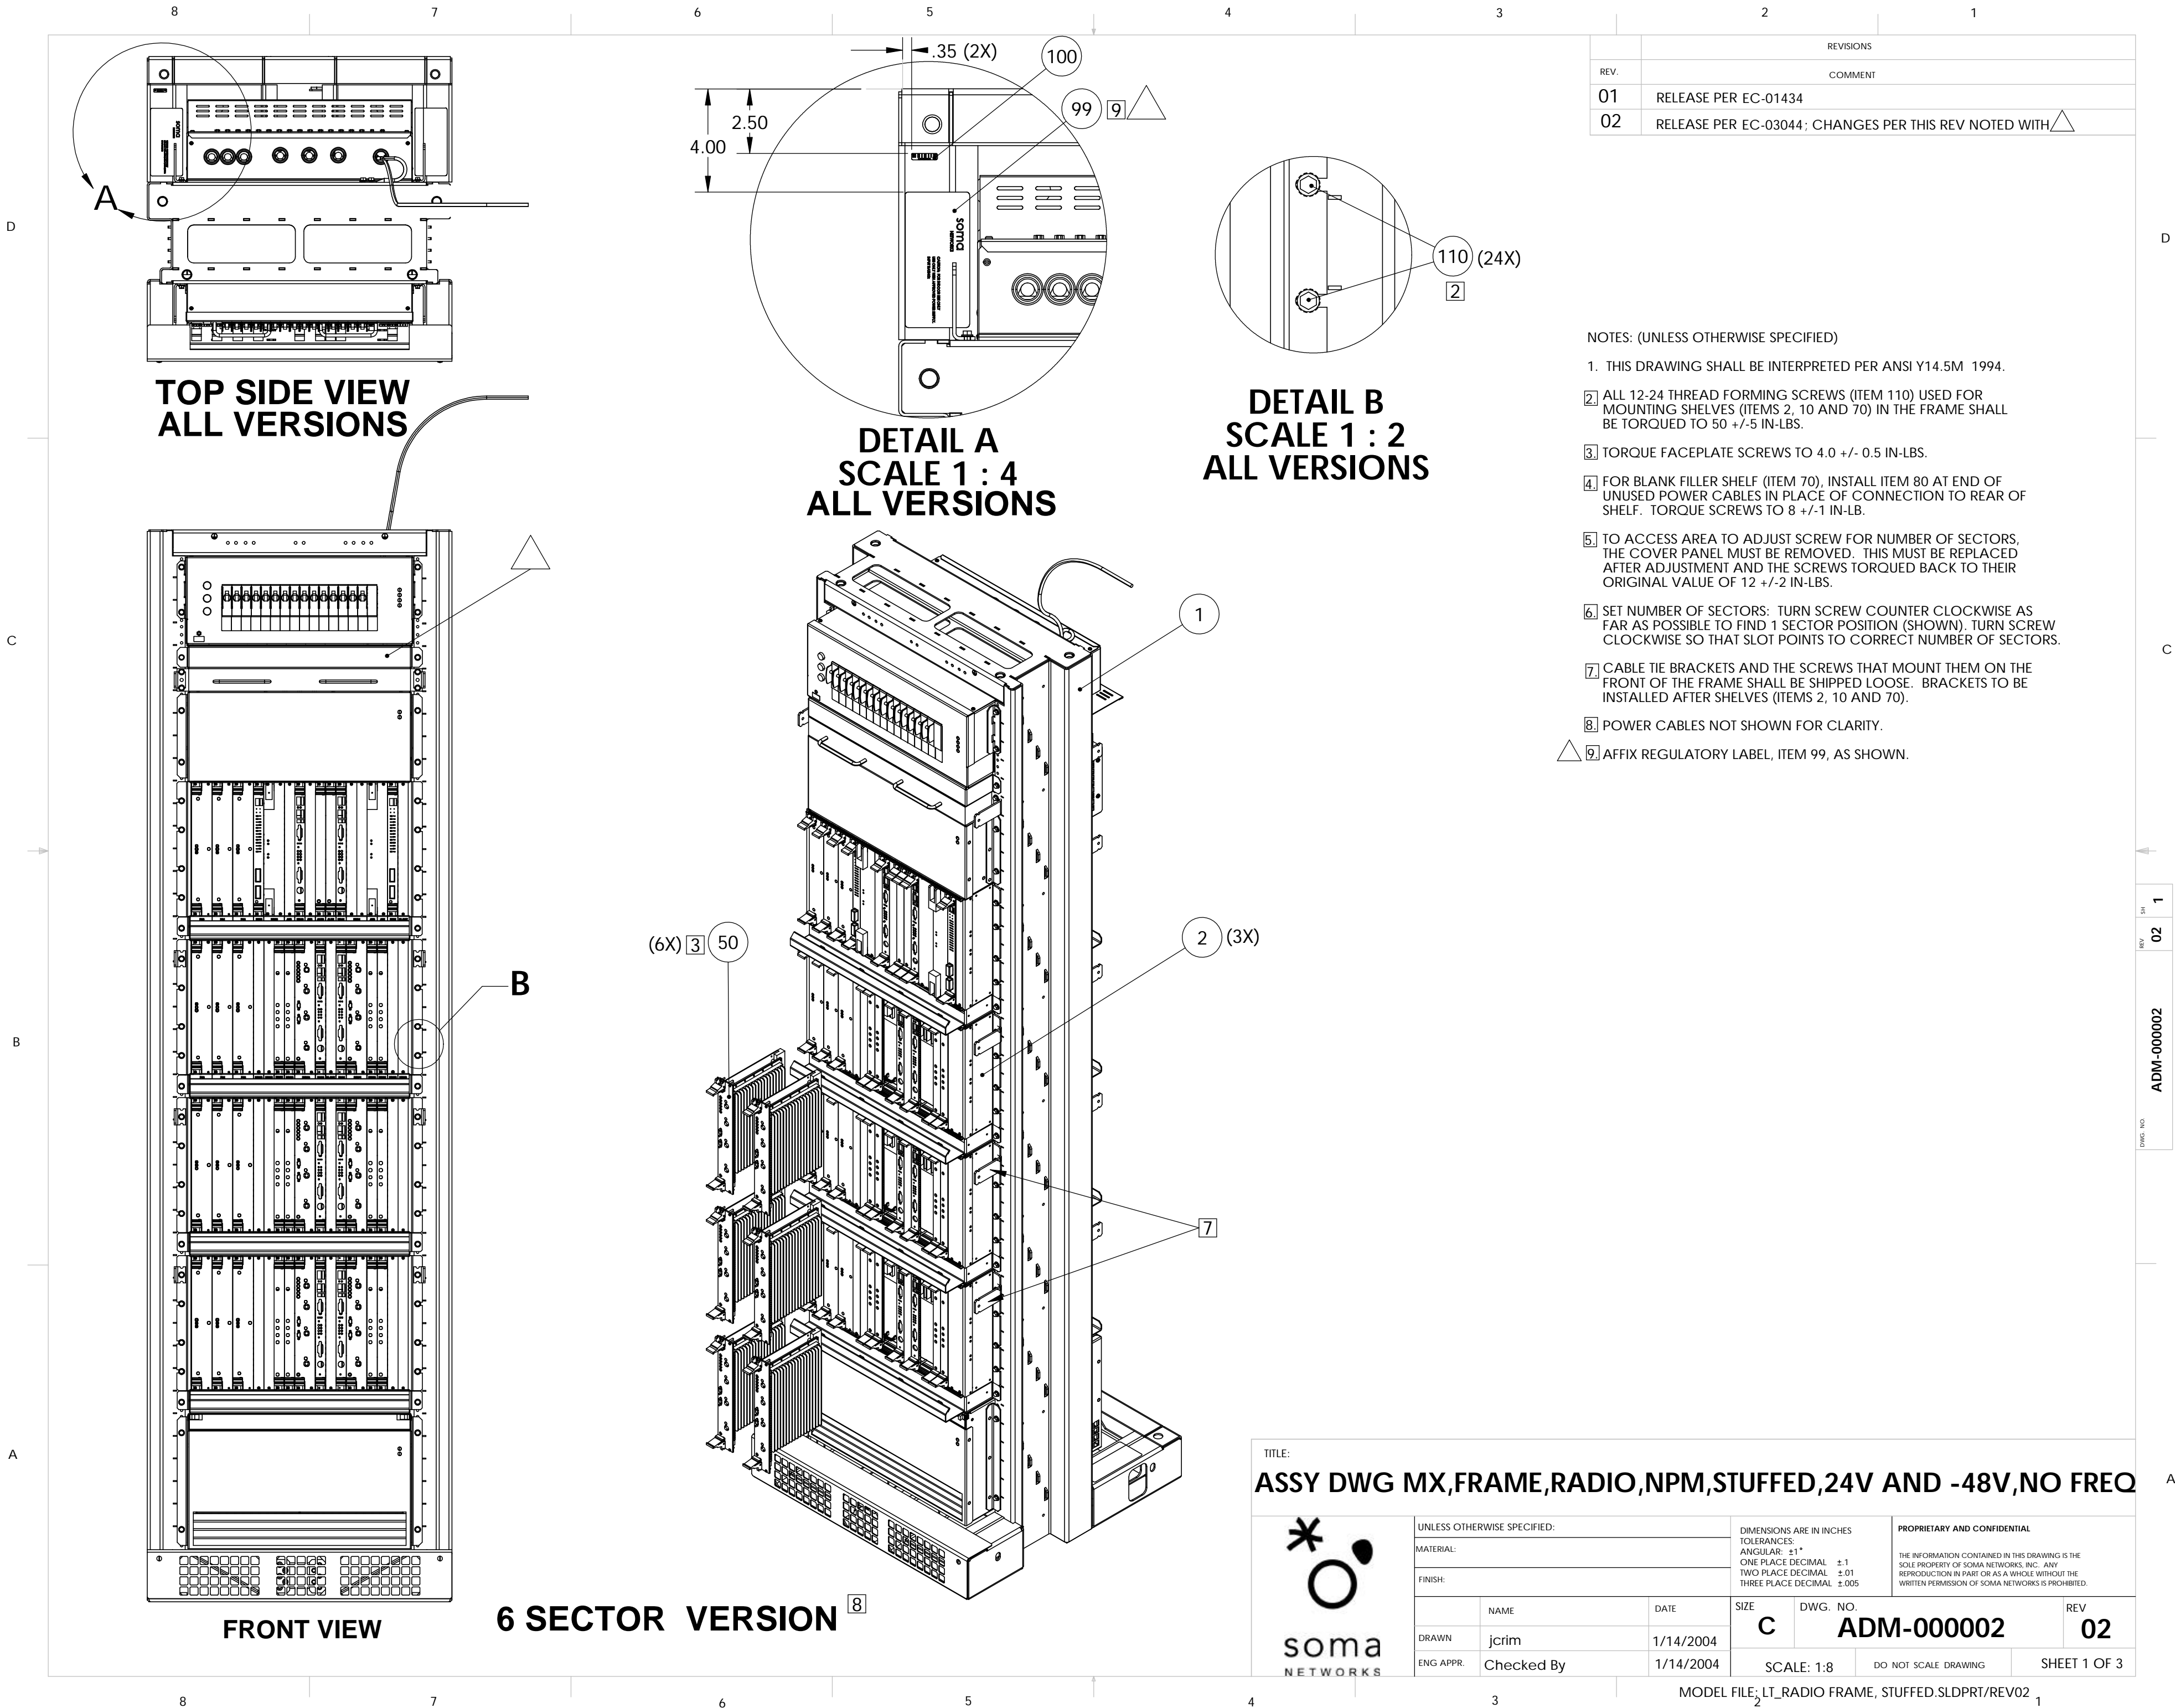 8 7 6 5 4 3 2 1
D
C
B
A
A
TOP SIDE VIEW
ALL VERSIONS
.35 (2X)
100
99 9
2.50
4.00
soma
NETWORKS
DETAIL A
SCALE 1 : 4
ALL VERSIONS
110 (24X)
2
DETAIL B
SCALE 1 : 2
ALL VERSIONS
REVISIONS
REV. COMMENT
01 RELEASE PER EC-01434
02 RELEASE PER EC-03044; CHANGES PER THIS REV NOTED WITH
NOTES: (UNLESS OTHERWISE SPECIFIED)
1. THIS DRAWING SHALL BE INTERPRETED PER ANSI Y14.5M 1994.
2. ALL 12-24 THREAD FORMING SCREWS (ITEM 110) USED FOR
MOUNTING SHELVES (ITEMS 2, 10 AND 70) IN THE FRAME SHALL
BE TORQUED TO 50 +/-5 IN-LBS.
3. TORQUE FACEPLATE SCREWS TO 4.0 +/- 0.5 IN-LBS.
4. FOR BLANK FILLER SHELF (ITEM 70), INSTALL ITEM 80 AT END OF
UNUSED POWER CABLES IN PLACE OF CONNECTION TO REAR OF
SHELF. TORQUE SCREWS TO 8 +/-1 IN-LB.
5. TO ACCESS AREA TO ADJUST SCREW FOR NUMBER OF SECTORS,
THE COVER PANEL MUST BE REMOVED. THIS MUST BE REPLACED
AFTER ADJUSTMENT AND THE SCREWS TORQUED BACK TO THEIR
ORIGINAL VALUE OF 12 +/-2 IN-LBS.
6. SET NUMBER OF SECTORS: TURN SCREW COUNTER CLOCKWISE AS
FAR AS POSSIBLE TO FIND 1 SECTOR POSITION (SHOWN). TURN SCREW
CLOCKWISE SO THAT SLOT POINTS TO CORRECT NUMBER OF SECTORS.
7. CABLE TIE BRACKETS AND THE SCREWS THAT MOUNT THEM ON THE
FRONT OF THE FRAME SHALL BE SHIPPED LOOSE. BRACKETS TO BE
INSTALLED AFTER SHELVES (ITEMS 2, 10 AND 70).
8. POWER CABLES NOT SHOWN FOR CLARITY.
9. AFFIX REGULATORY LABEL, ITEM 99, AS SHOWN.
B
FRONT VIEW
1
2 (3X)
(6X) 3 50
7
6 SECTOR VERSION 8
D
C
A
SH 1
REV 02
DWG. NO. ADM-000002
TITLE:
ASSY DWG MX,FRAME,RADIO,NPM,STUFFED,24V AND -48V,NO FREQ
soma
NETWORKS
UNLESS OTHERWISE SPECIFIED:
MATERIAL:
FINISH:
DIMENSIONS ARE IN INCHES
TOLERANCES:
ANGULAR: ±1°
ONE PLACE DECIMAL ±.1
TWO PLACE DECIMAL ±.01
THREE PLACE DECIMAL ±.005
PROPRIETARY AND CONFIDENTIAL
THE INFORMATION CONTAINED IN THIS DRAWING IS THE
SOLE PROPERTY OF SOMA NETWORKS, INC. ANY
REPRODUCTION IN PART OR AS A WHOLE WITHOUT THE
WRITTEN PERMISSION OF SOMA NETWORKS IS PROHIBITED.
NAME DATE
DRAWN jcrim 1/14/2004
ENG APPR. Checked By 1/14/2004
SIZE C
DWG. NO. ADM-000002
REV 02
SCALE: 1:8
DO NOT SCALE DRAWING
SHEET 1 OF 3
MODEL FILE: LT_RADIO FRAME, STUFFED.SLDPRT/REV02
8 7 6 5 4 3 2 1